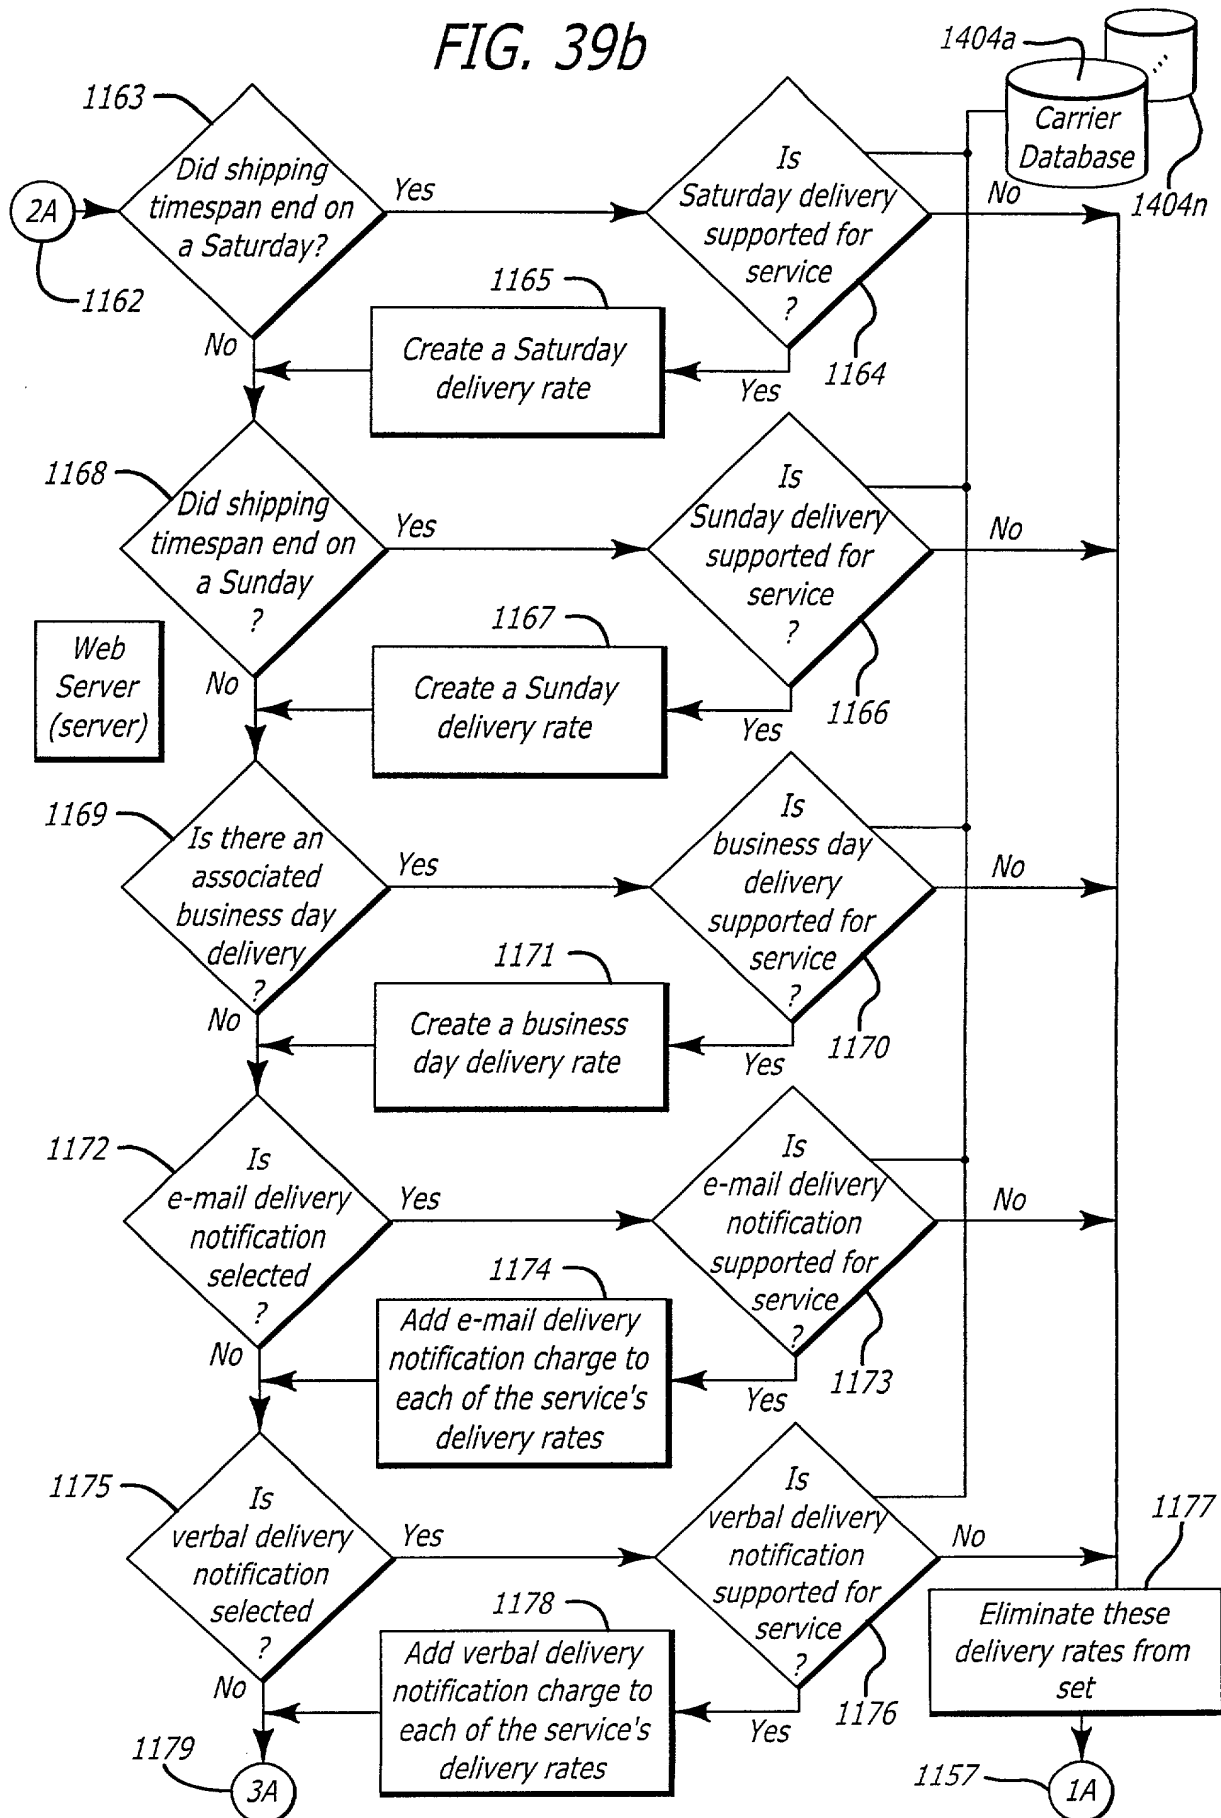 FIG. 39b
1404a
Carrier
Database
1404n
1163
2A
1162
Did shipping
timespan end on
a Saturday?
Yes
Is
Saturday delivery
supported for
service
?
No
1164
1165
Create a Saturday
delivery rate
Yes
No
1168
Did shipping
timespan end on
a Sunday
?
Yes
Is
Sunday delivery
supported for
service
?
No
1166
1167
Create a Sunday
delivery rate
Yes
No
Web
Server
(server)
1169
Is there an
associated
business day
delivery
?
Yes
Is
business day
delivery
supported for
service
?
No
1170
1171
Create a business
day delivery rate
Yes
No
1172
Is
e-mail delivery
notification
selected
?
Yes
Is
e-mail delivery
notification
supported for
service
?
No
1173
1174
Add e-mail delivery
notification charge to
each of the service's
delivery rates
Yes
No
1175
Is
verbal delivery
notification
selected
?
Yes
Is
verbal delivery
notification
supported for
service
?
No
1176
1177
Eliminate these
delivery rates from
set
1178
Add verbal delivery
notification charge to
each of the service's
delivery rates
Yes
No
1179
3A
1157
1A